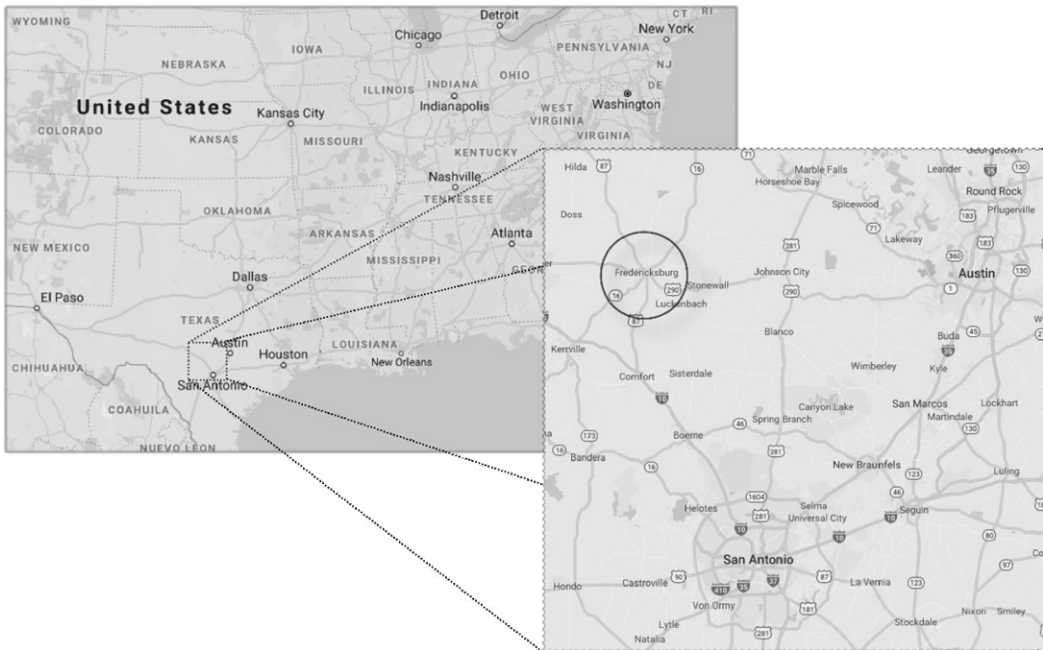 WYOMING
Detroit
CT
RI
Chicago
New York
IOWA
PENNSYLVANIA
NEBRASKA
NJ
OHIO
ILLINOIS
INDIANA
DE
Indianapolis
Washington
United States
WEST
VIRGINIA
Kansas City
COLORADO
KANSAS
MISSOURI
VIRGINIA
KENTUCKY
Nashville
TENNESSEE
OKLAHOMA
ARKANSAS
Atlanta
NEW MEXICO
MISSISSIPPI
Dallas
El Paso
TEXAS
Austin
LOUISIANA
Houston
New Orleans
CHIHUAHUA
San Antonio
COAHUILA
NUEVO LEON
Georgetown
71
Hilda
87
16
Marble Falls
Leander
35
130
Horseshoe Bay
Round Rock
Spicewood
183
Pflugerville
Doss
71
Lakeway
281
183
360
Fredericksburg
Johnson City
Austin
130
16
290
Stonewall
290
1
Luckenbach
87
Blanco
45
Buda
35
Kerrville
Wimberley
Kyle
Comfort
Sisterdale
10
Canyon Lake
San Marcos
Lockhart
Martindale
Spring Branch
46
130
173
Boerne
281
16
Bandera
16
New Braunfels
123
Luling
46
1604
Selma
Helotes
281
Universal City
10
Seguin
10
10
80
San Antonio
97
Hondo
Castroville
90
410
35
37
87
La Vernia
123
Von Ormy
181
Nixon
Smiley
Lytle
281
Stockdale
Natalia